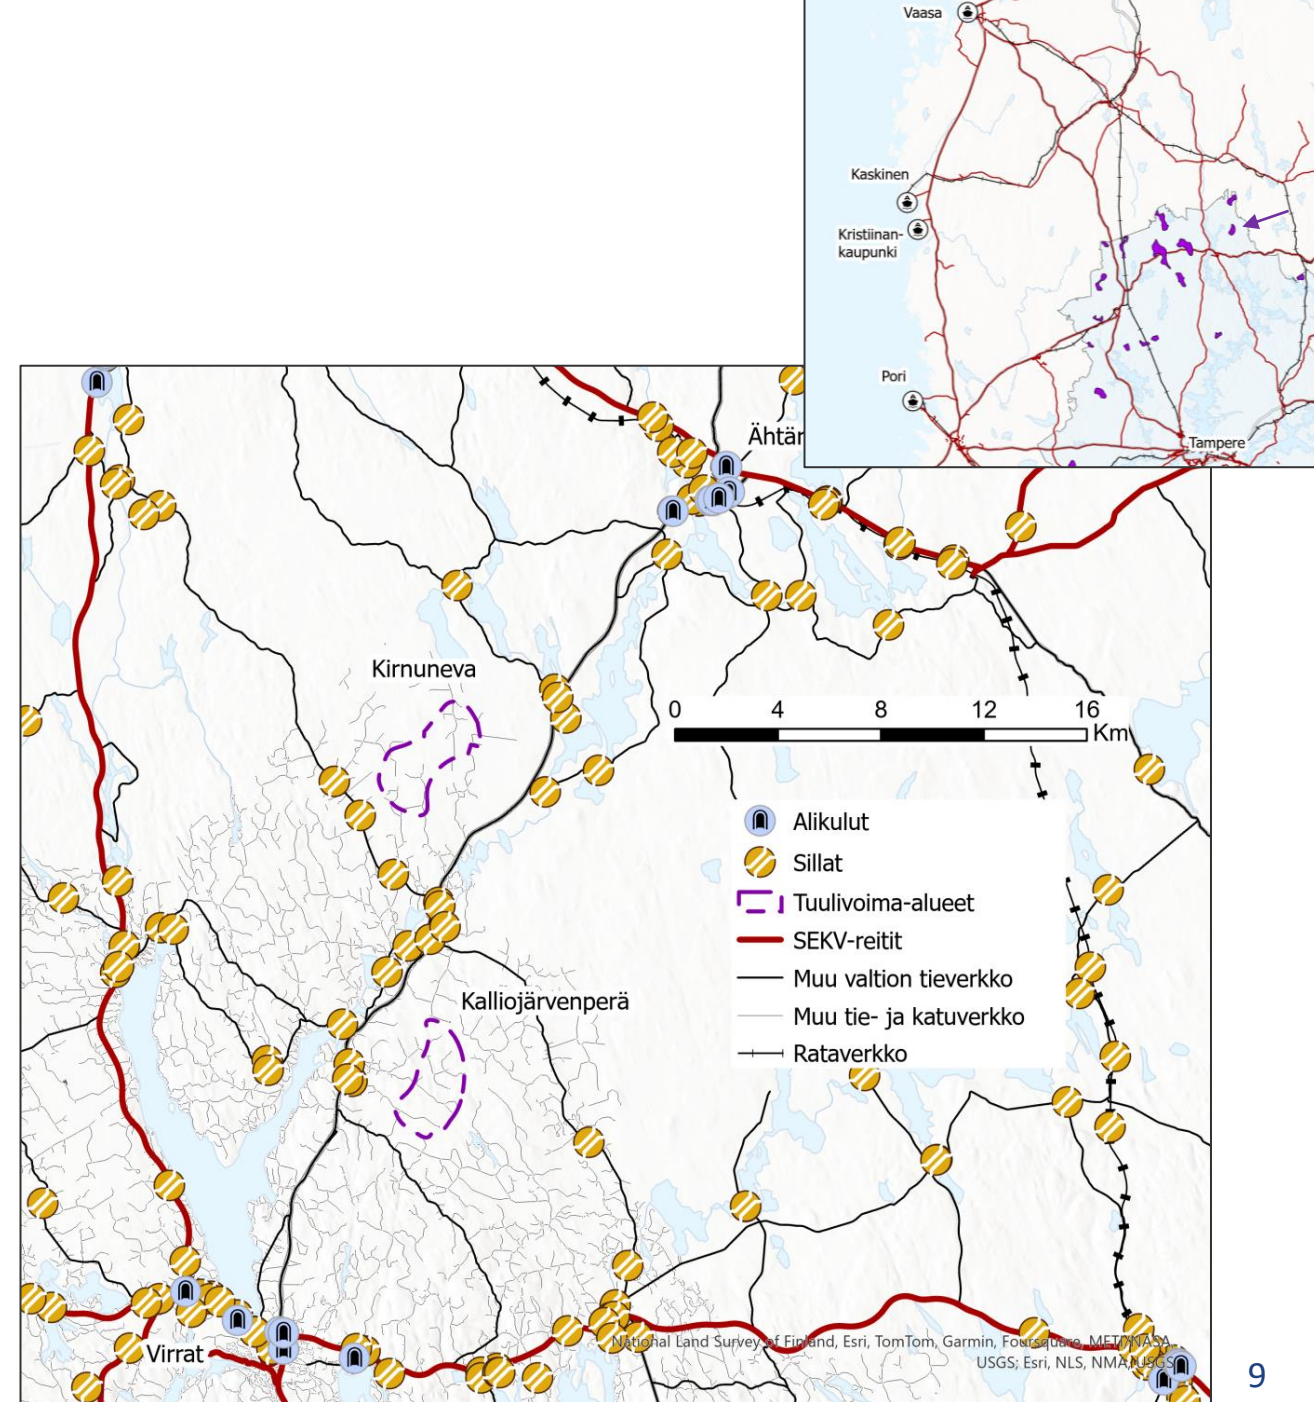 Vaasa
Kaskinen
Kristiinan-
kaupunki
Pori
Tampere
Ähtär
Kirnuneva
0 4 8 12 16
Km
Alikulut
Sillat
Tuulivoima-alueet
SEKV-reitit
Muu valtion tieverkko
Muu tie- ja katuverkko
Rataverkko
Kalliojärvenperä
Virrat
National Land Survey of Finland, Esri, TomTom, Garmin, Foursquare, METI/NASA,
USGS; Esri, NLS, NMA, USGS
9